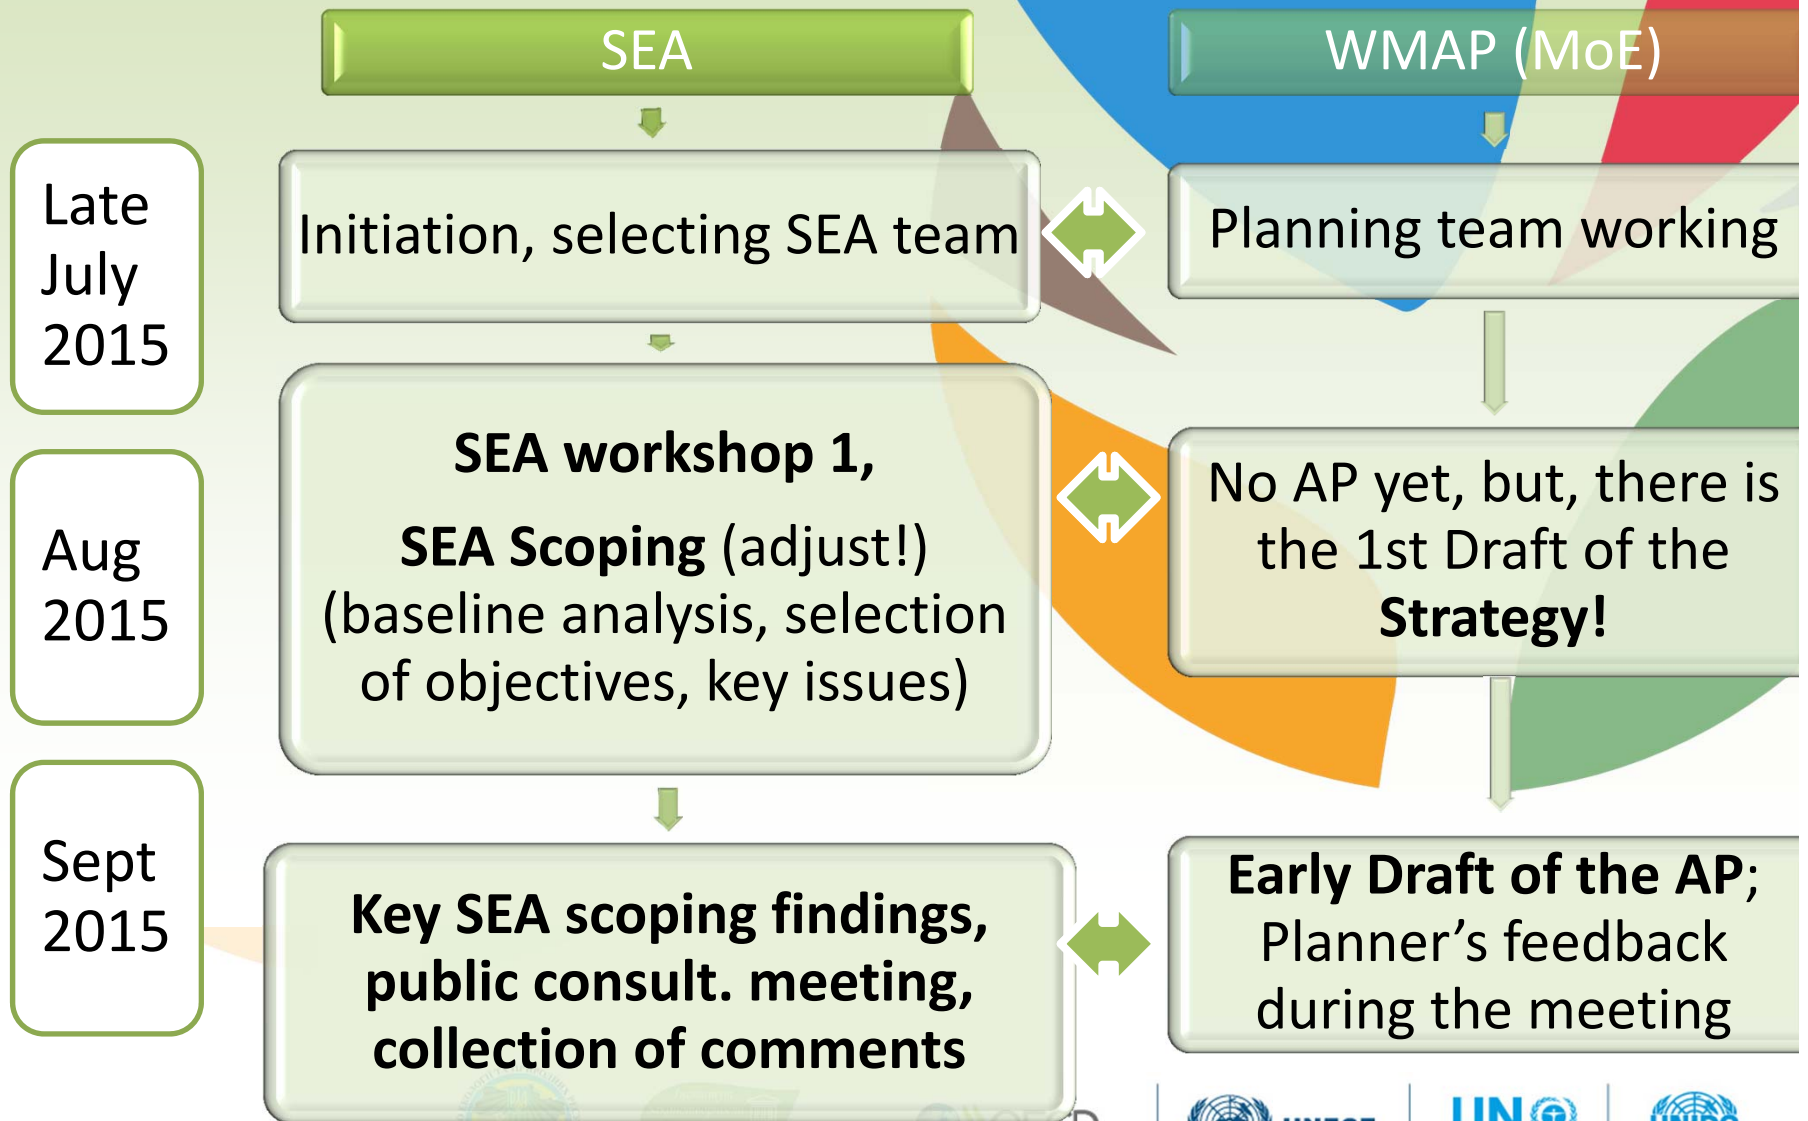 SEA
WMAP (MoE)
Late
July
2015
Initiation, selecting SEA team
Planning team working
Aug
2015
SEA workshop 1,
SEA Scoping (adjust!)
(baseline analysis, selection
of objectives, key issues)
No AP yet, but, there is
the 1st Draft of the
Strategy!
Sept
2015
Key SEA scoping findings,
public consult. meeting,
collection of comments
Early Draft of the AP;
Planner’s feedback
during the meeting